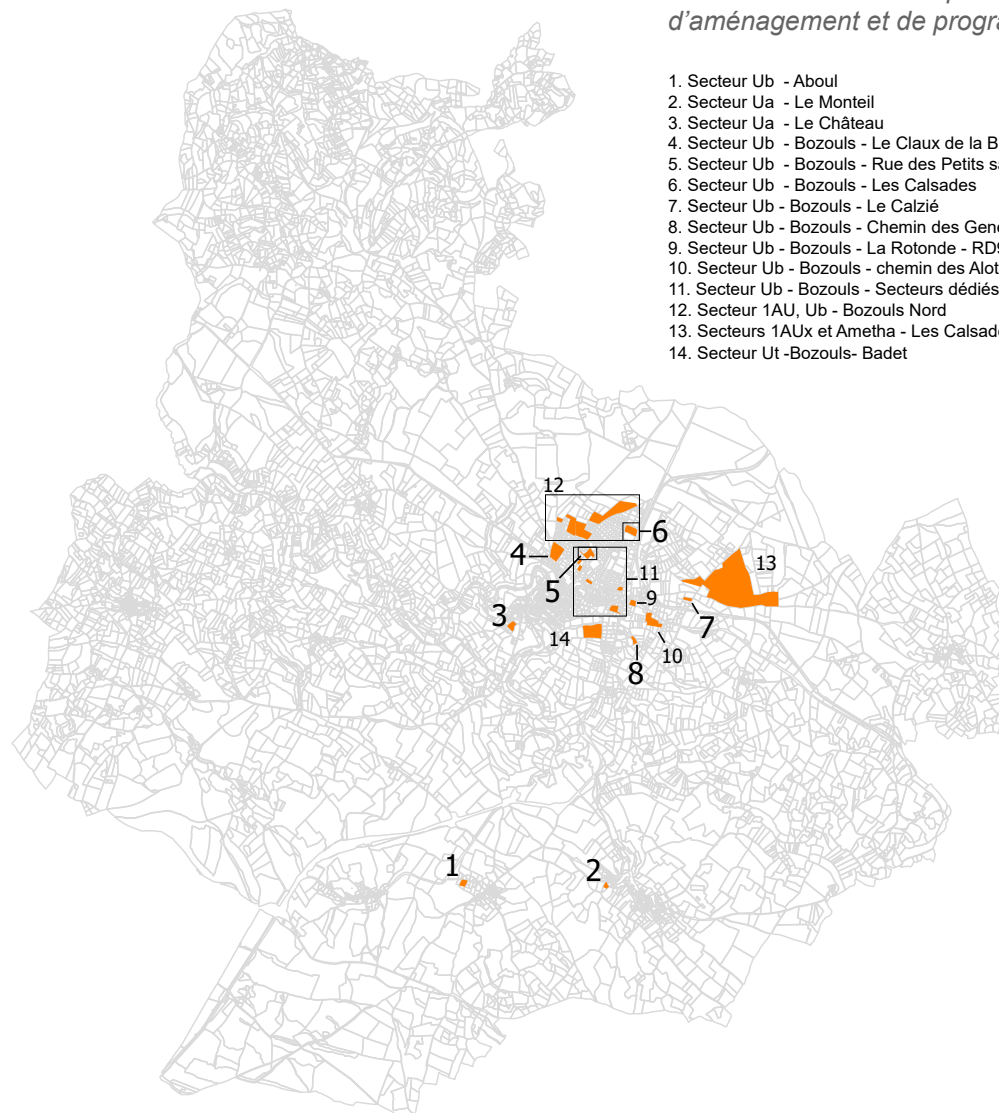 d’aménagement et de progra
1. Secteur Ub - Aboul
2. Secteur Ua - Le Monteil
3. Secteur Ua - Le Château
4. Secteur Ub - Bozouls - Le Claux de la B
5. Secteur Ub - Bozouls - Rue des Petits sa
6. Secteur Ub - Bozouls - Les Calsades
7. Secteur Ub - Bozouls - Le Calzié
8. Secteur Ub - Bozouls - Chemin des Gene
9. Secteur Ub - Bozouls - La Rotonde - RD9
10. Secteur Ub - Bozouls - chemin des Alot
11. Secteur Ub - Bozouls - Secteurs dédiés
12. Secteur 1AU, Ub - Bozouls Nord
13. Secteurs 1AUx et Ametha - Les Calsade
14. Secteur Ut -Bozouls- Badet
12
6
4
13
11
5
9
3
7
14
10
8
1
2